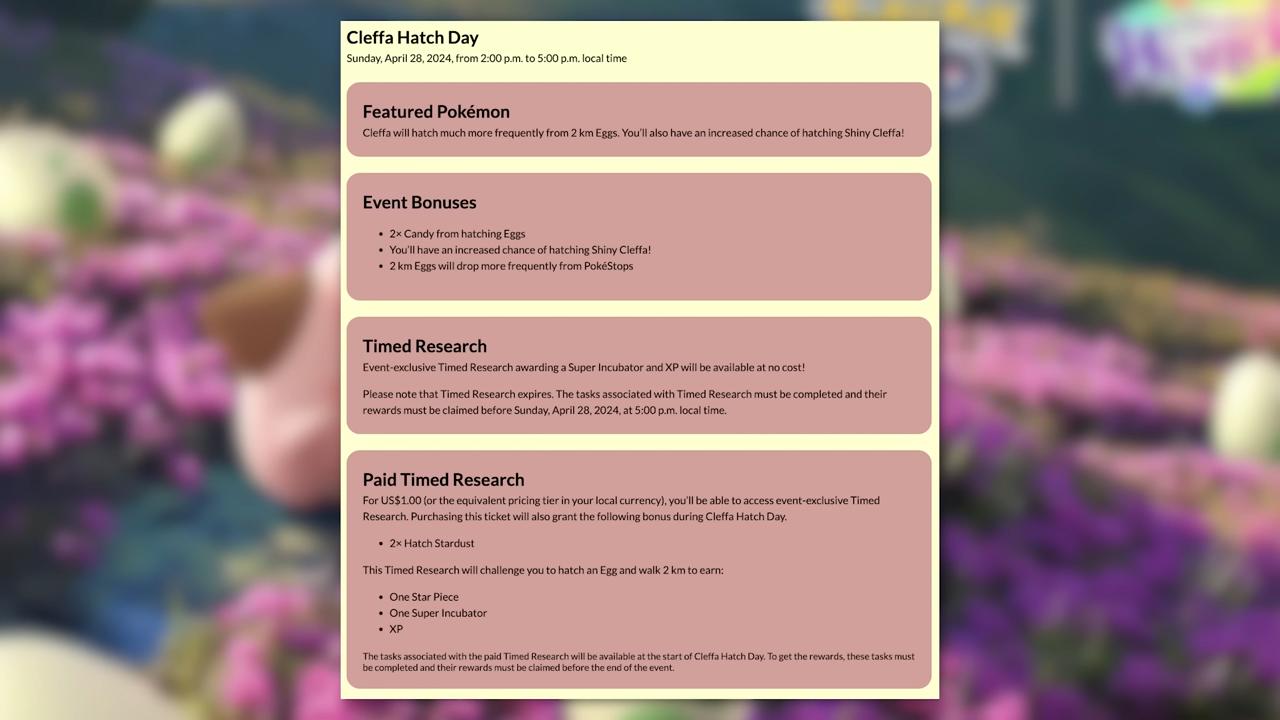 Cleffa Hatch Day
Sunday, April 28, 2024, from 2:00 p.m. to 5:00 p.m. local time
Featured Pokémon
Cleffa will hatch much more frequently from 2 km Eggs. You’ll also have an increased chance of hatching Shiny Cleffa!
Event Bonuses
• 2× Candy from hatching Eggs
• You’ll have an increased chance of hatching Shiny Cleffa!
• 2 km Eggs will drop more frequently from PokéStops
Timed Research
Event-exclusive Timed Research awarding a Super Incubator and XP will be available at no cost!
Please note that Timed Research expires. The tasks associated with Timed Research must be completed and their
rewards must be claimed before Sunday, April 28, 2024, at 5:00 p.m. local time.
Paid Timed Research
For US$1.00 (or the equivalent pricing tier in your local currency), you’ll be able to access event-exclusive Timed
Research. Purchasing this ticket will also grant the following bonus during Cleffa Hatch Day.
• 2× Hatch Stardust
This Timed Research will challenge you to hatch an Egg and walk 2 km to earn:
• One Star Piece
• One Super Incubator
• XP
The tasks associated with the paid Timed Research will be available at the start of Cleffa Hatch Day. To get the rewards, these tasks must
be completed and their rewards must be claimed before the end of the event.